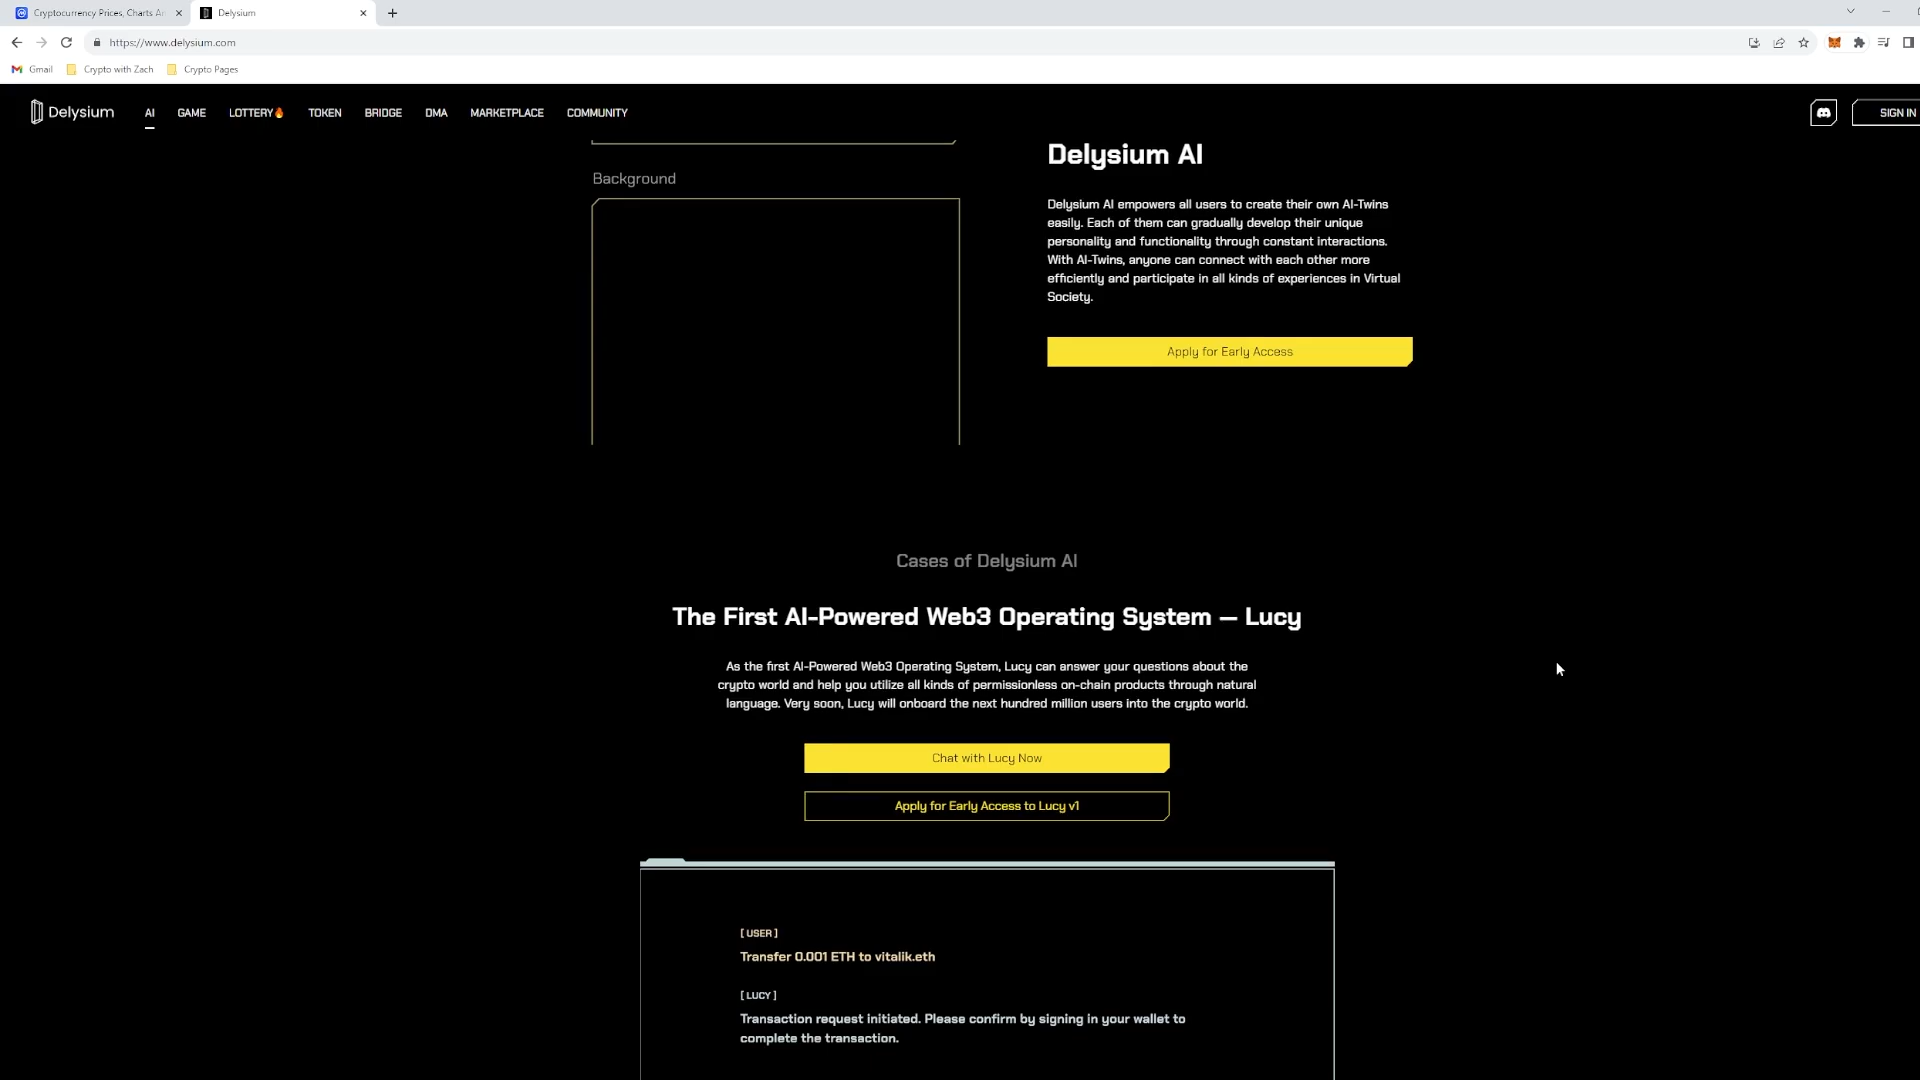 Cryptocurrency Prices, Charts A
Delysium
https://www.delysium.com
Gmail
Crypto with Zach
Crypto Pages
Delysium
AI
GAME
LOTTERY🔥
TOKEN
BRIDGE
DMA
MARKETPLACE
COMMUNITY
SIGN IN
Background
Delysium AI
Delysium AI empowers all users to create their own AI-Twins
easily. Each of them can gradually develop their unique
personality and functionality through constant interactions.
With AI-Twins, anyone can connect with each other more
efficiently and participate in all kinds of experiences in Virtual
Society.
Apply for Early Access
Cases of Delysium AI
The First AI-Powered Web3 Operating System — Lucy
As the first AI-Powered Web3 Operating System, Lucy can answer your questions about the
crypto world and help you utilize all kinds of permissionless on-chain products through natural
language. Very soon, Lucy will onboard the next hundred million users into the crypto world.
Chat with Lucy Now
Apply for Early Access to Lucy v1
[ USER ]
Transfer 0.001 ETH to vitalik.eth
[ LUCY ]
Transaction request initiated. Please confirm by signing in your wallet to
complete the transaction.